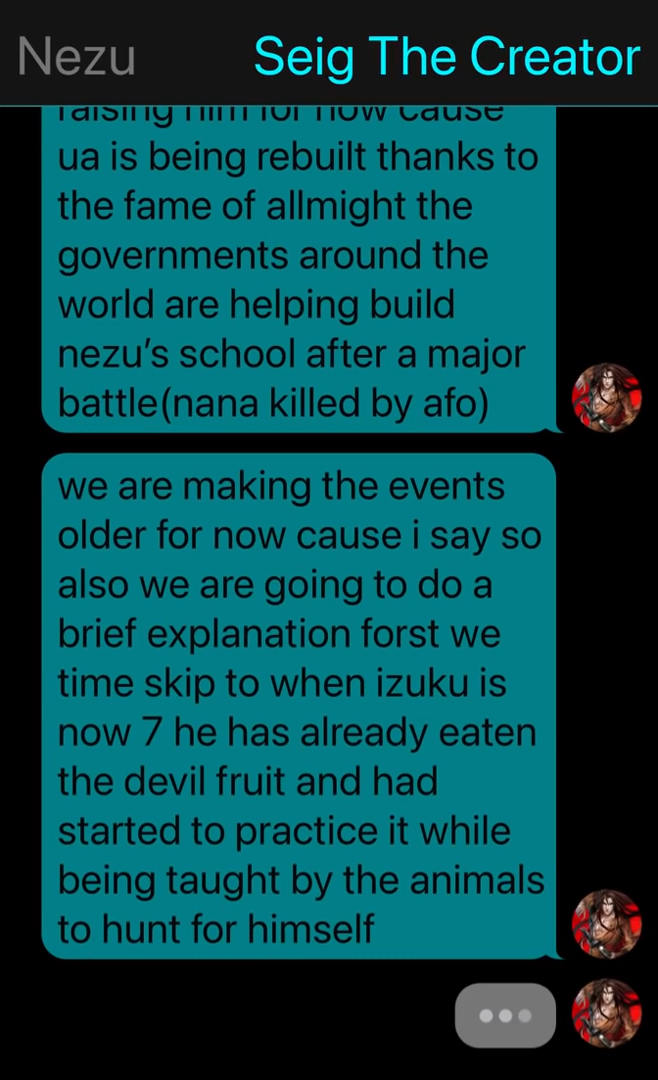 Nezu Seig The Creator
raising him for now cause
ua is being rebuilt thanks to
the fame of allmight the
governments around the
world are helping build
nezu’s school after a major
battle(nana killed by afo)
we are making the events
older for now cause i say so
also we are going to do a
brief explanation forst we
time skip to when izuku is
now 7 he has already eaten
the devil fruit and had
started to practice it while
being taught by the animals
to hunt for himself